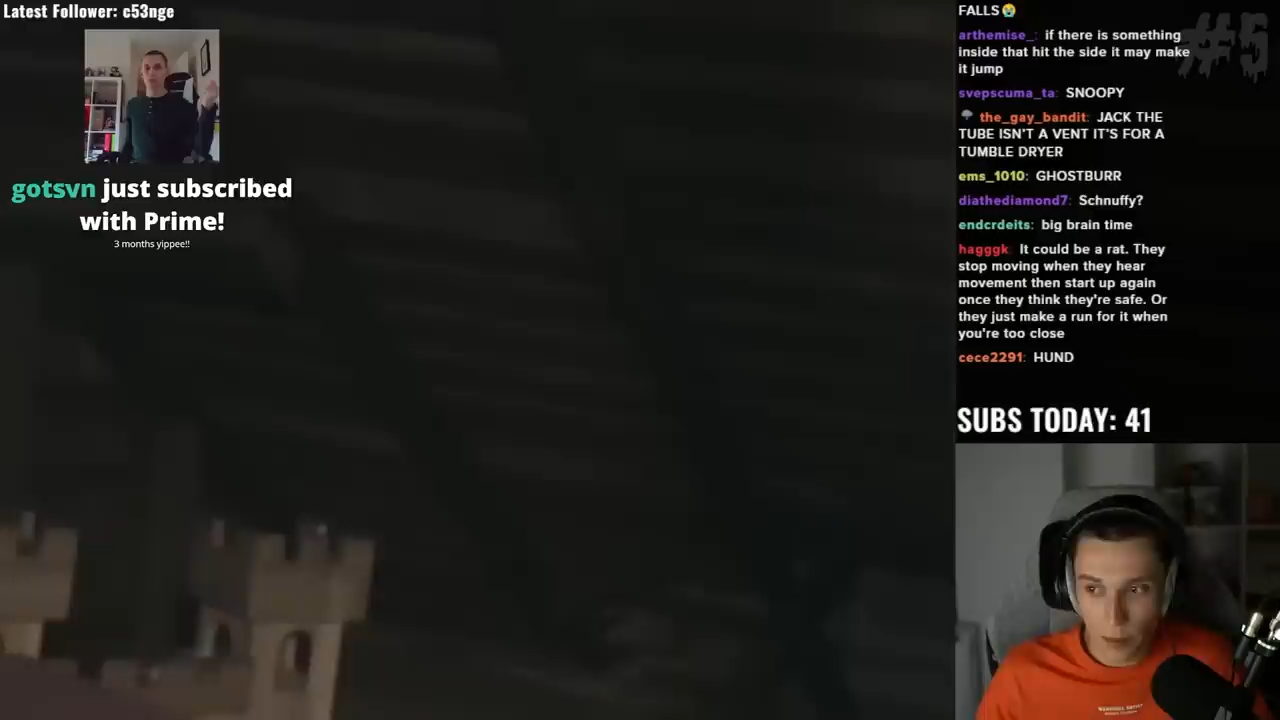 Latest Follower: c53nge
gotsvn just subscribed
with Prime!
3 months yippee!!
FALLS😭
#5
arthemise_: if there is something
inside that hit the side it may make
it jump
svepscuma_ta: SNOOPY
the_gay_bandit: JACK THE
TUBE ISN'T A VENT IT'S FOR A
TUMBLE DRYER
ems_1010: GHOSTBURR
diathediamond7: Schnuffy?
endcrdeits: big brain time
hagggk: It could be a rat. They
stop moving when they hear
movement then start up again
once they think they're safe. Or
they just make a run for it when
you're too close
cece2291: HUND
SUBS TODAY: 41